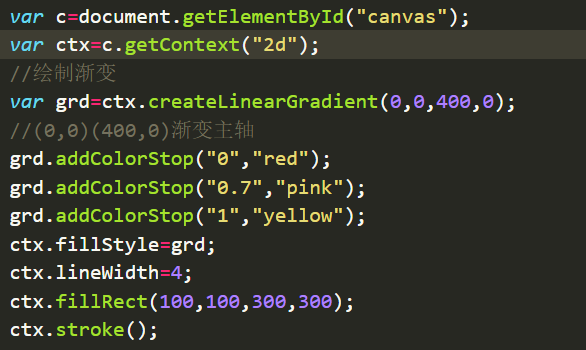 var c=document.getElementById("canvas");
var ctx=c.getContext("2d");
//绘制渐变
var grd=ctx.createLinearGradient(0,0,400,0);
//(0,0)(400,0)渐变主轴
grd.addColorStop("0","red");
grd.addColorStop("0.7","pink");
grd.addColorStop("1","yellow");
ctx.fillStyle=grd;
ctx.lineWidth=4;
ctx.fillRect(100,100,300,300);
ctx.stroke();